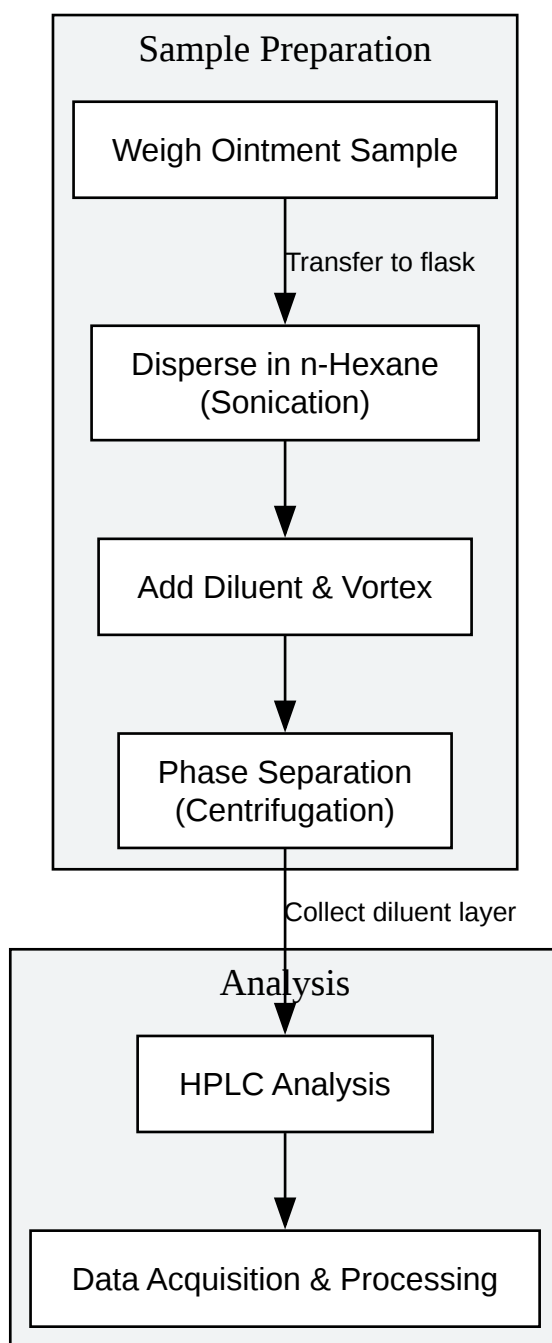 Sample Preparation
Weigh Ointment Sample
Transfer to flask
Disperse in n-Hexane
(Sonication)
Add Diluent & Vortex
Phase Separation
(Centrifugation)
Collect diluent layer
Analysis
HPLC Analysis
Data Acquisition & Processing